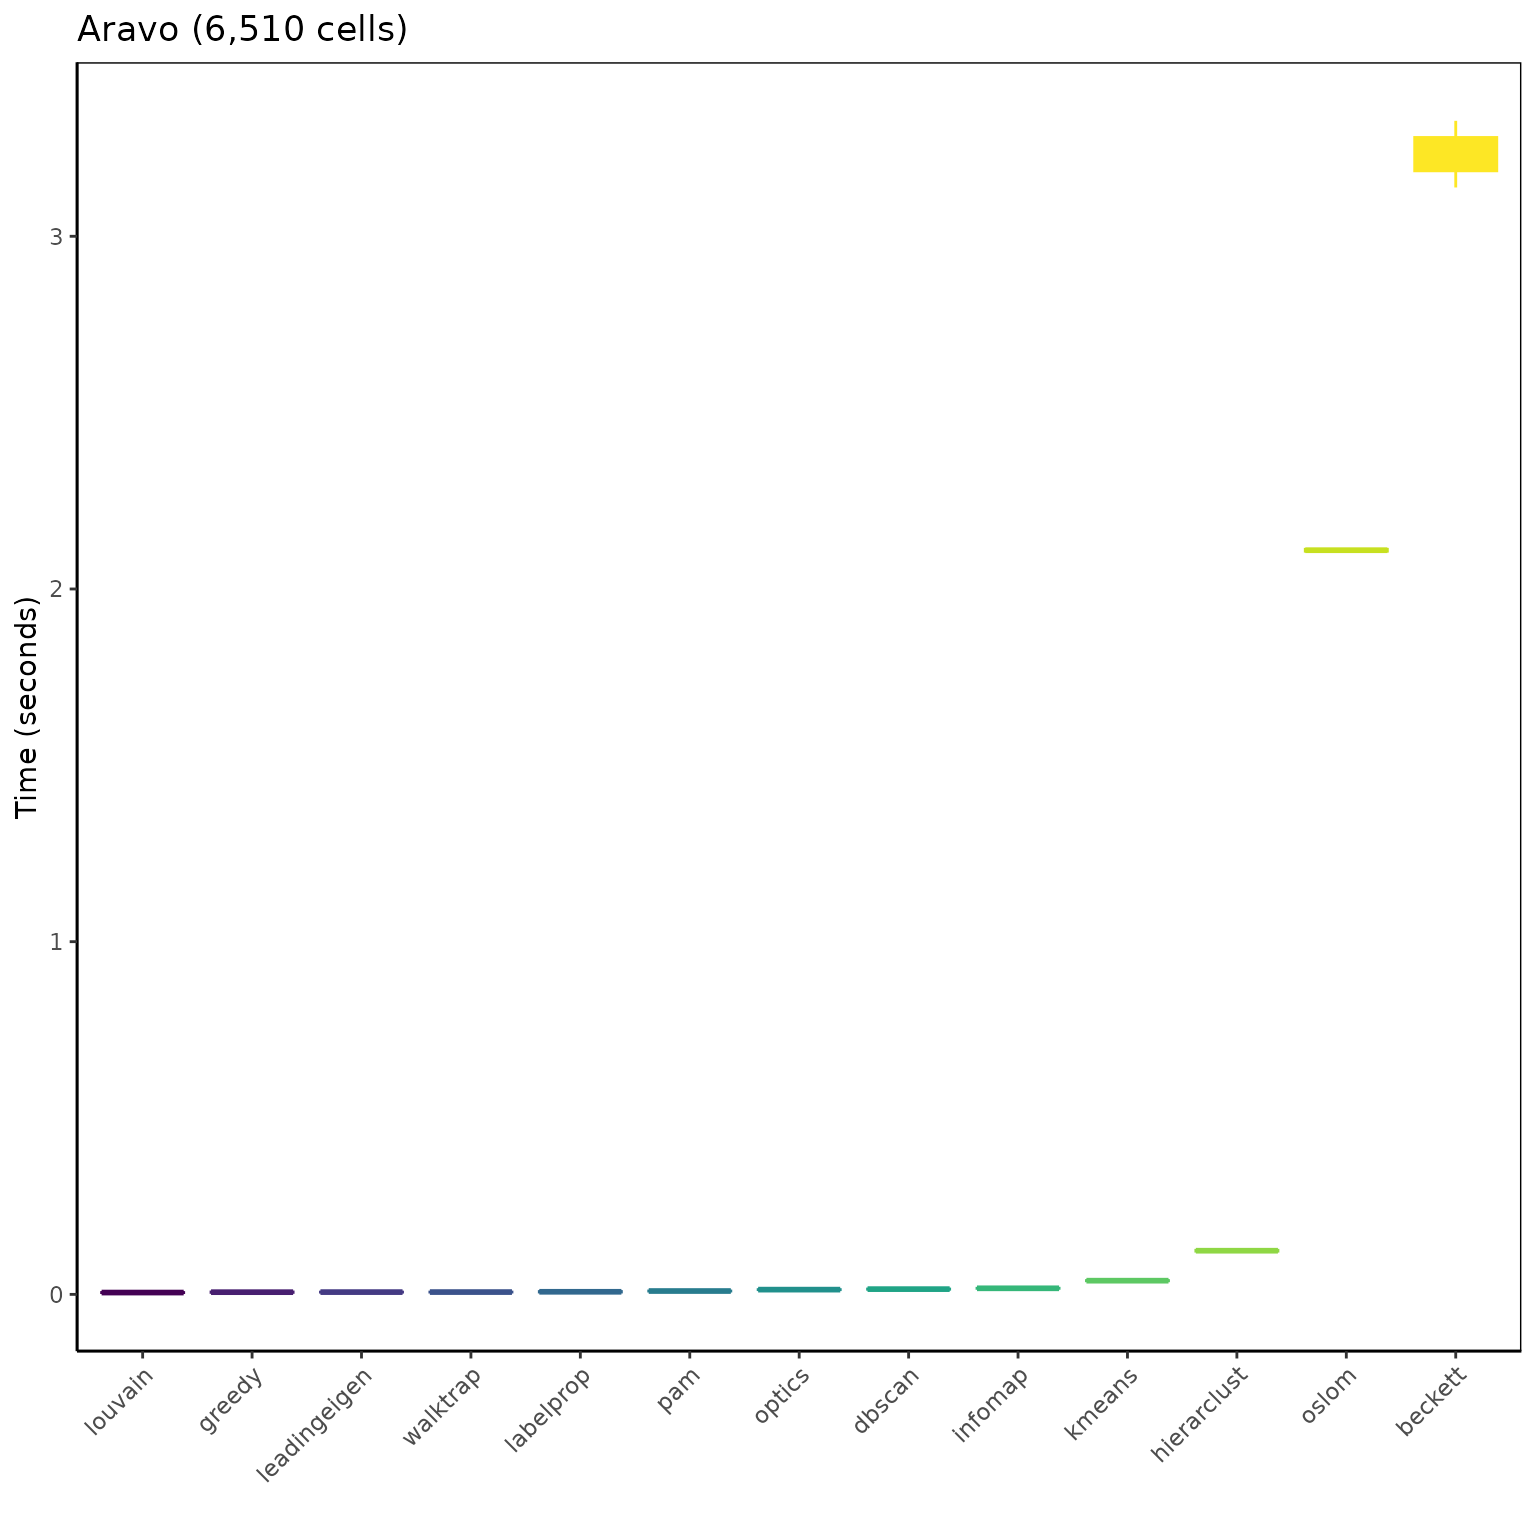 Aravo (6,510 cells)
Time (seconds)
3
2
1
0
louvain
greedy
leadingeigen
walktrap
labelprop
pam
optics
dbscan
infomap
kmeans
hierarclust
oslom
beckett